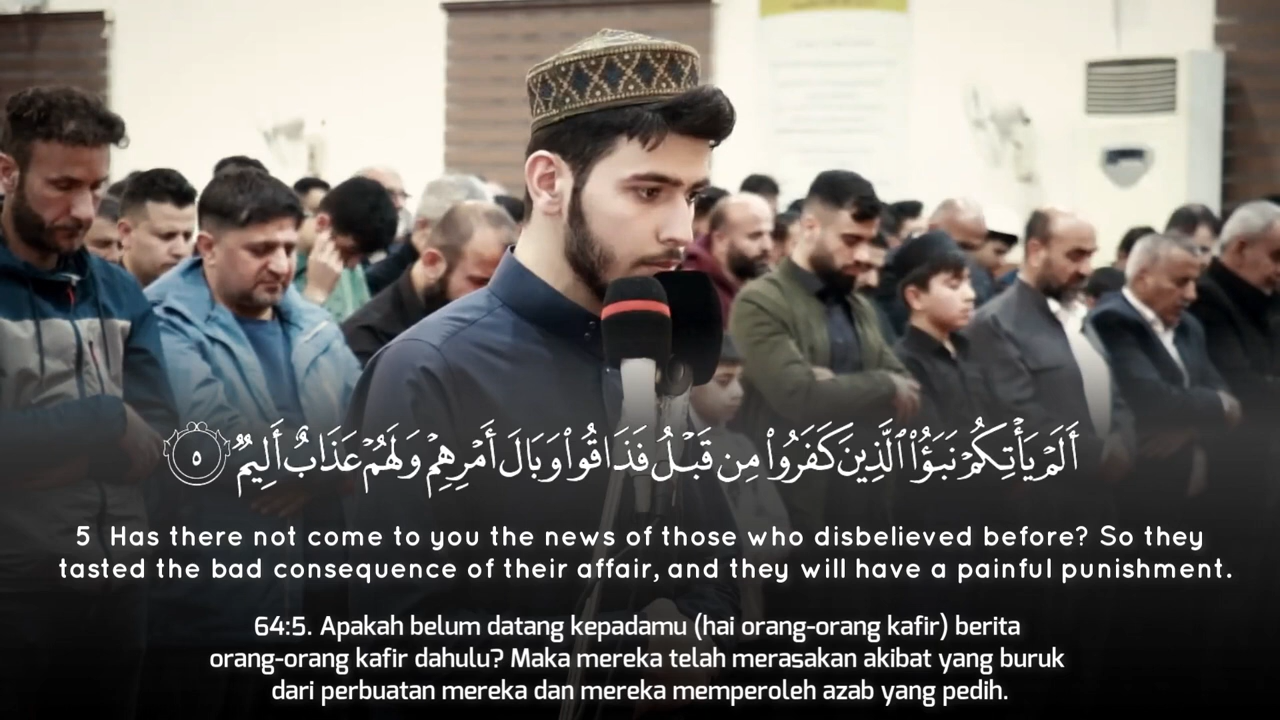 أَلَمْ يَأْتِكُمْ نَبَؤُا۟ ٱلَّذِينَ كَفَرُوا۟ مِن قَبْلُ فَذَاقُوا۟ وَبَالَ أَمْرِهِمْ وَلَهُمْ عَذَابٌ أَلِيمٌ ٥
5 Has there not come to you the news of those who disbelieved before? So they
tasted the bad consequence of their affair, and they will have a painful punishment.
64:5. Apakah belum datang kepadamu (hai orang-orang kafir) berita
orang-orang kafir dahulu? Maka mereka telah merasakan akibat yang buruk
dari perbuatan mereka dan mereka memperoleh azab yang pedih.